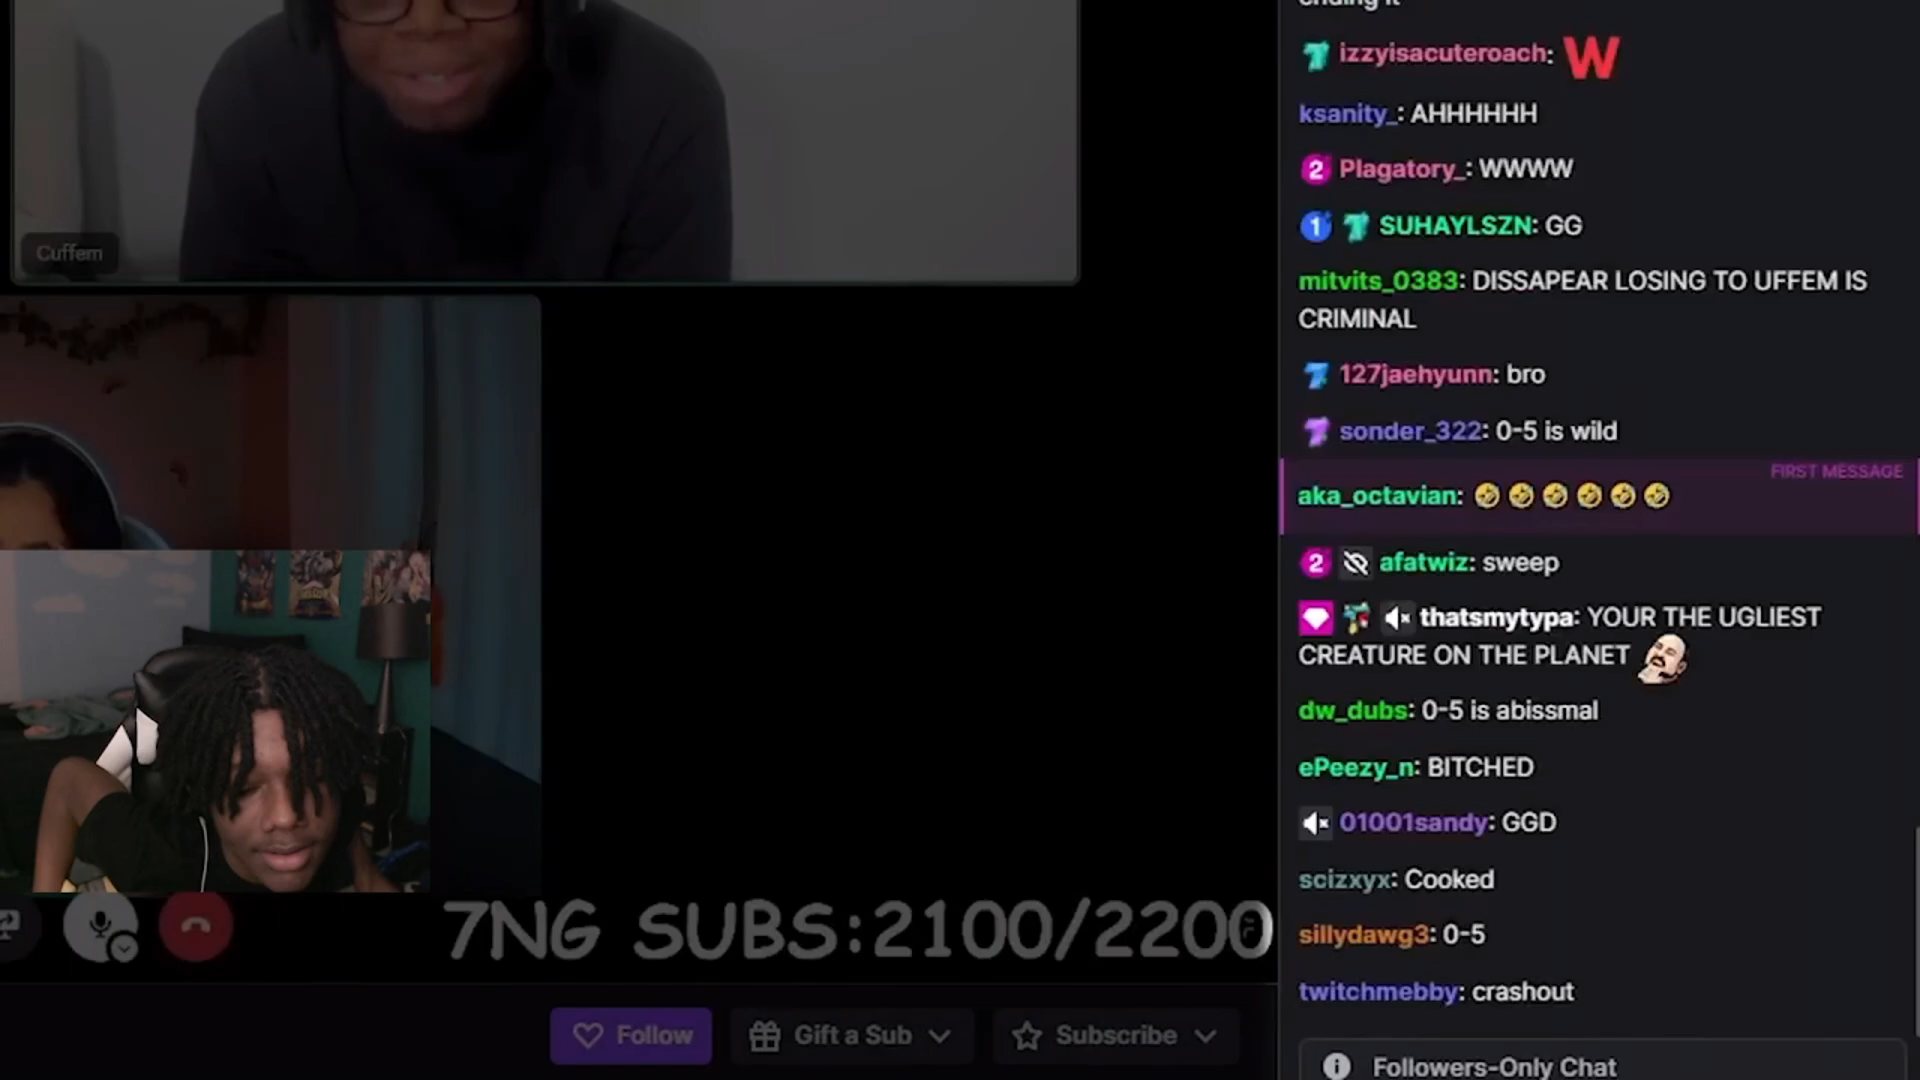 ending it
izzyisacuteroach: W
ksanity_: AHHHHHH
2 Plagatory_: WWWW
1 SUHAYLSZN: GG
mitvits_0383: DISSAPEAR LOSING TO UFFEM IS
CRIMINAL
127jaehyunn: bro
sonder_322: 0-5 is wild
FIRST MESSAGE
aka_octavian: 🤣🤣🤣🤣🤣🤣
2 afatwiz: sweep
thatsmytypa: YOUR THE UGLIEST
CREATURE ON THE PLANET
dw_dubs: 0-5 is abissmal
ePeezy_n: BITCHED
01001sandy: GGD
scizxyx: Cooked
sillydawg3: 0-5
twitchmebby: crashout
Followers-Only Chat
Cuffem
7NG SUBS:2100/2200
Follow
Gift a Sub
Subscribe